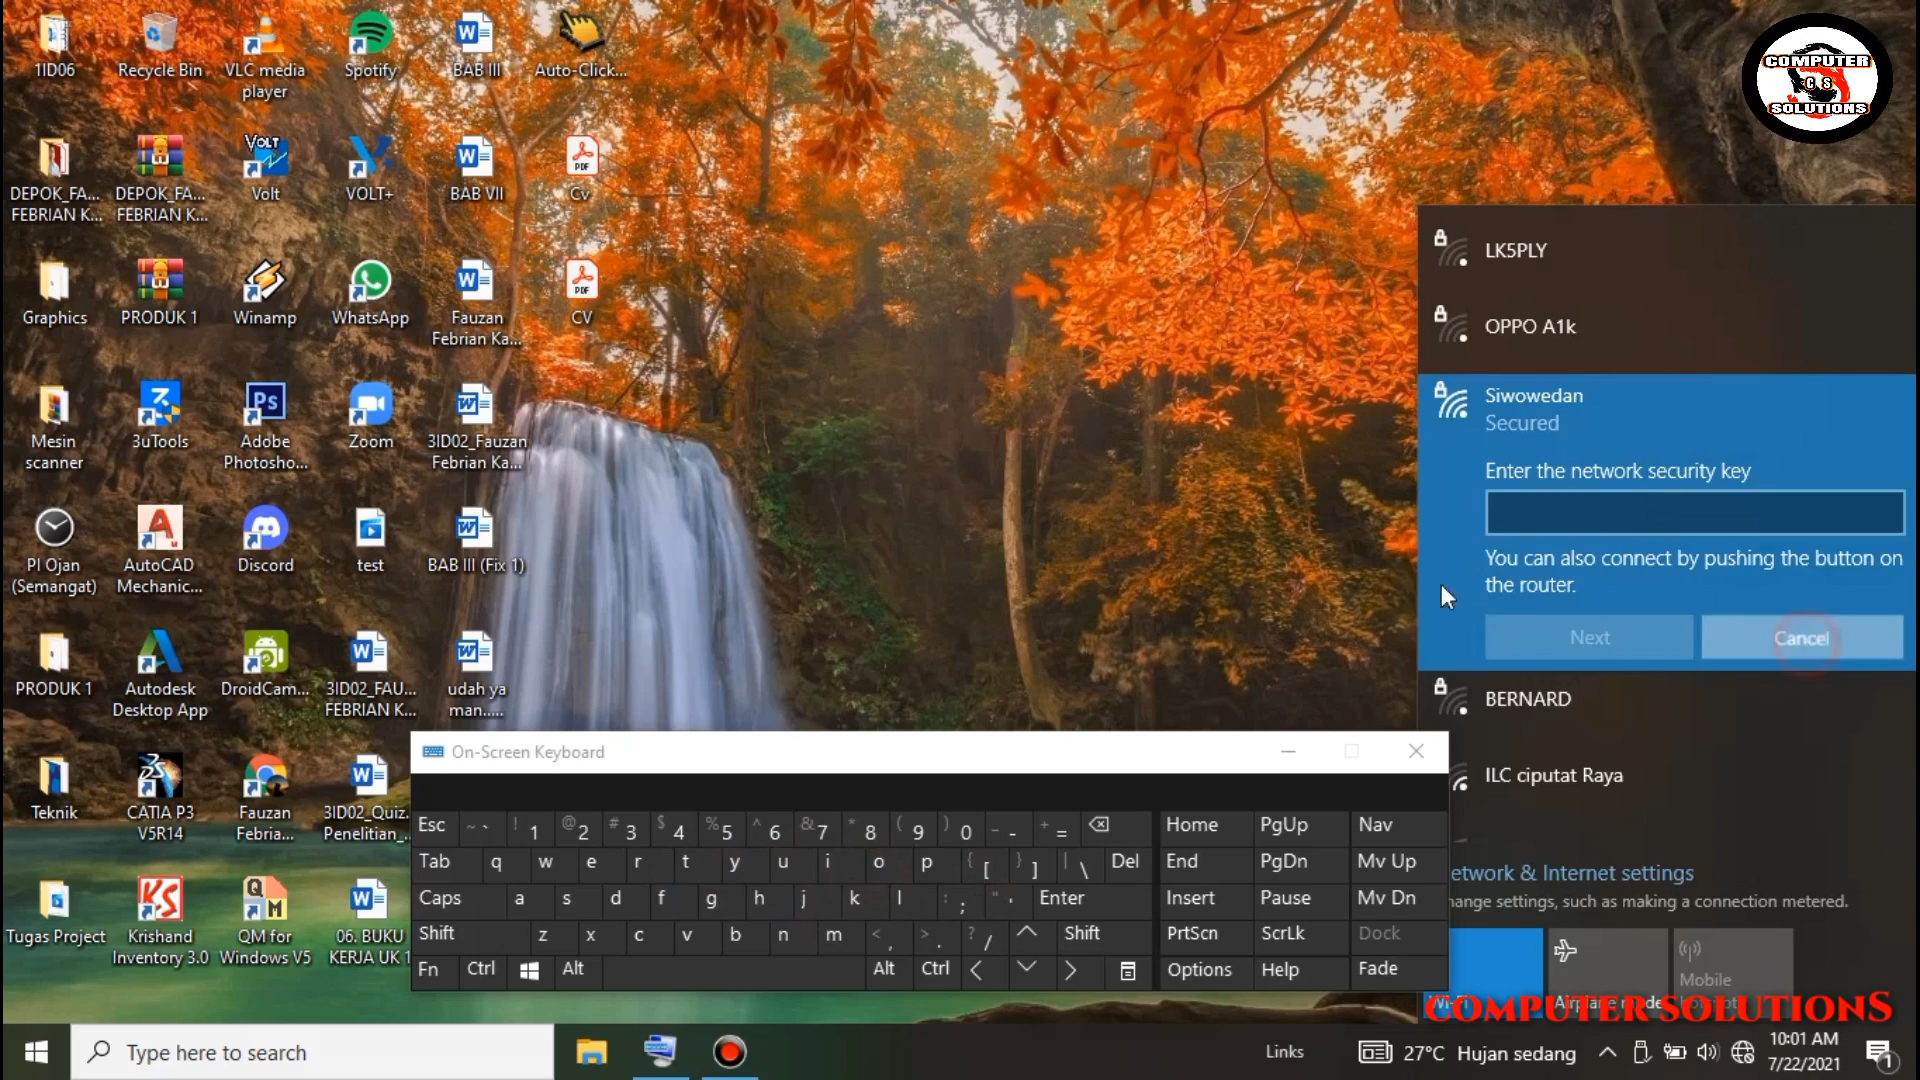 1ID06
Recycle Bin
VLC media
player
Spotify
BAB III
Auto-Click...
COMPUTER
C S
SOLUTIONS
DEPOK_FA...
FEBRIAN K...
DEPOK_FA...
FEBRIAN K...
VOLT
Volt
VOLT+
BAB VII
PDF
Cv
Graphics
PRODUK 1
Winamp
WhatsApp
Fauzan
Febrian Ka...
PDF
CV
Mesin
scanner
3uTools
Ps
Adobe
Photosho...
Zoom
3ID02_Fauzan
Febrian Ka...
PI Ojan
(Semangat)
AutoCAD
Mechanic...
Discord
test
BAB III (Fix 1)
PRODUK 1
Autodesk
Desktop App
DroidCam...
3ID02_FAU...
FEBRIAN K...
udah ya
man.....
Teknik
CATIA P3
V5R14
Fauzan
Febria...
3ID02_Quiz.
Penelitian_..
Tugas Project
KS
Krishand
Inventory 3.0
Q M
QM for
Windows V5
06. BUKU
KERJA UK 1
LK5PLY
OPPO A1k
Siwowedan
Secured
Enter the network security key
You can also connect by pushing the button on
the router.
Next Cancel
BERNARD
ILC ciputat Raya
etwork & Internet settings
hange settings, such as making a connection metered.
Mobile
On-Screen Keyboard
Esc ~ ` ! 1 @ 2 # 3 $ 4 % 5 ^ 6 & 7 * 8 ( 9 ) 0 _ - + = Home PgUp Nav
Tab q w e r t y u i o p { [ } ] | \ Del End PgDn Mv Up
Caps a s d f g h j k l : ; " ' Enter Insert Pause Mv Dn
Shift z x c v b n m < , > . ? / Shift PrtScn ScrLk Dock
Fn Ctrl Alt Alt Ctrl Options Help Fade
COMPUTER SOLUTIONS
Type here to search
Links
27°C Hujan sedang
10:01 AM
7/22/2021
1